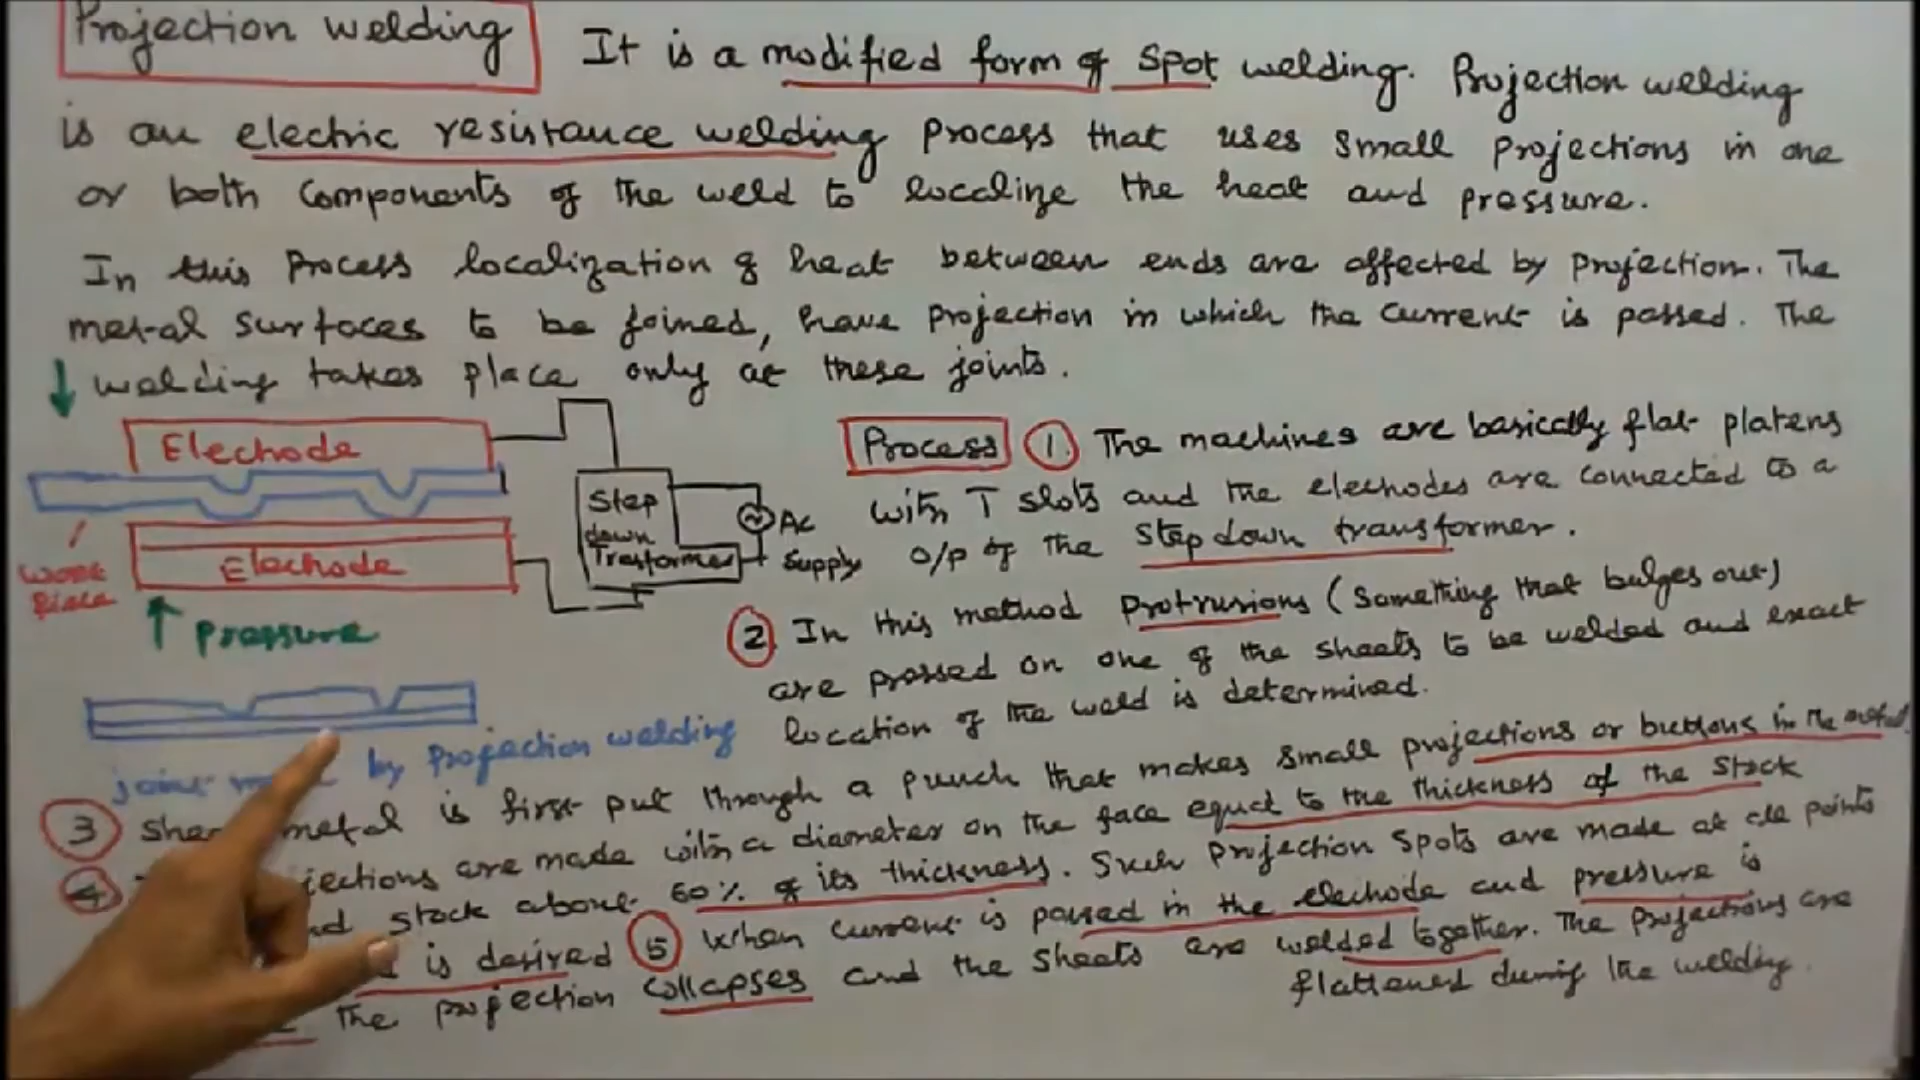 Projection welding It is a modified form of spot welding. Projection welding
is an electric resistance welding process that uses small projections in one
or both components of the weld to localize the heat and pressure.
In this process localization of heat between ends are affected by projection. The
metal surfaces to be joined, have projection in which the current is passed. The
welding takes place only at these joints.
Electrode
Electrode
work
piece
pressure
Step
down
Tresformer
Ac
Supply
by projection welding
Process 1. The machines are basically flat platens
with T slots and the electrodes are connected to a
o/p of the step down transformer.
2. In this method protrusions (something that bulges out)
are pressed on one of the sheets to be welded and exact
location of the weld is determined.
3 metal is first put through a punch that makes small projections or buttons in the metal.
4 jections are made with a diameter on the face equal to the thickness of the stock
stock about 60% of its thickness. Such projection spots are made at all points
is desired 5 When current is passed in the electrode and pressure is
the projection collapses and the sheets are welded together. The projections are
flattened during the welding.